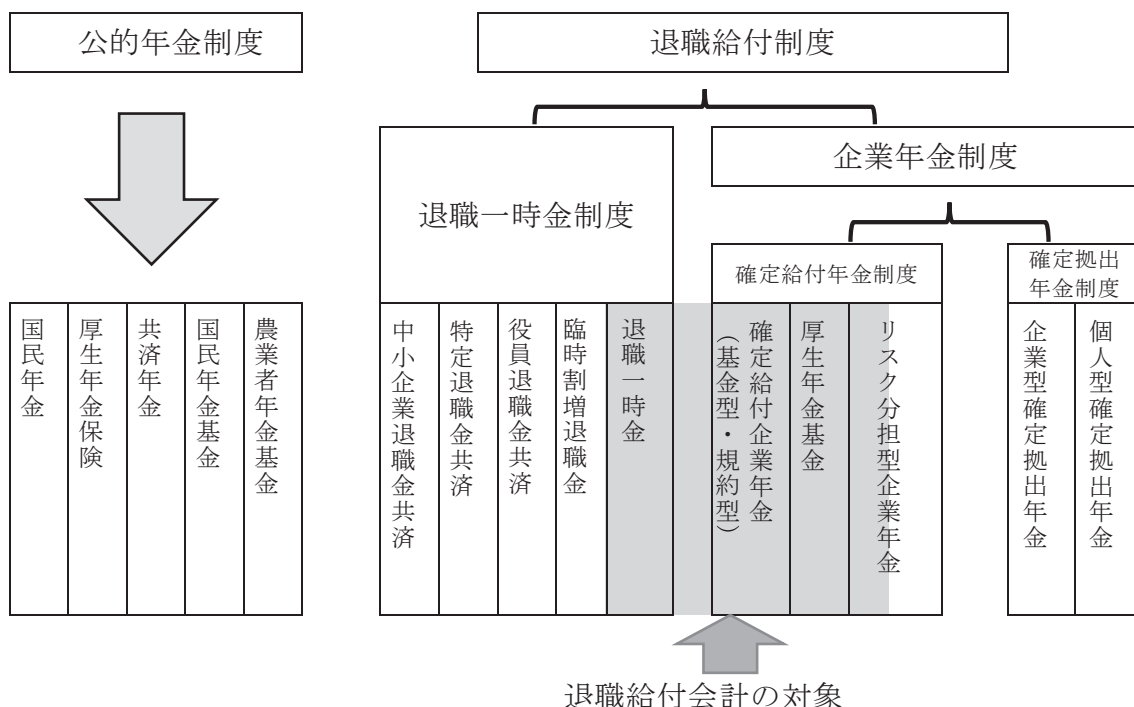 公的年金制度
退職給付制度
退職一時金制度
企業年金制度
確定給付年金制度
確定拠出
年金制度
国民年金
厚生年金保険
共済年金
国民年金基金
農業者年金基金
中小企業退職金共済
特定退職金共済
役員退職金共済
臨時割増退職金
退職一時金
確定給付企業年金
（基金型・規約型）
厚生年金基金
リスク分担型企業年金
企業型確定拠出年金
個人型確定拠出年金
退職給付会計の対象